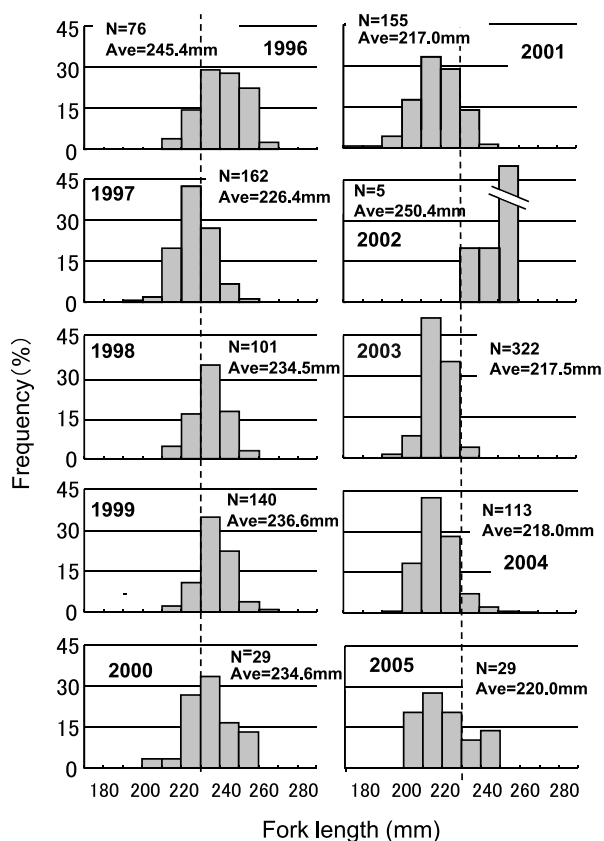 N=76
Ave=245.4mm
1996
45
30
15
0
N=155
Ave=217.0mm
2001
45
30
15
0
1997
N=162
Ave=226.4mm
N=5
Ave=250.4mm
2002
45
30
15
0
1998
N=101
Ave=234.5mm
2003
N=322
Ave=217.5mm
45
30
15
0
1999
N=140
Ave=236.6mm
N=113
Ave=218.0mm
2004
45
30
15
0
2000
N=29
Ave=234.6mm
2005
N=29
Ave=220.0mm
180 200 220 240 260 280
180 200 220 240 260 280
Frequency(%)
Fork length (mm)